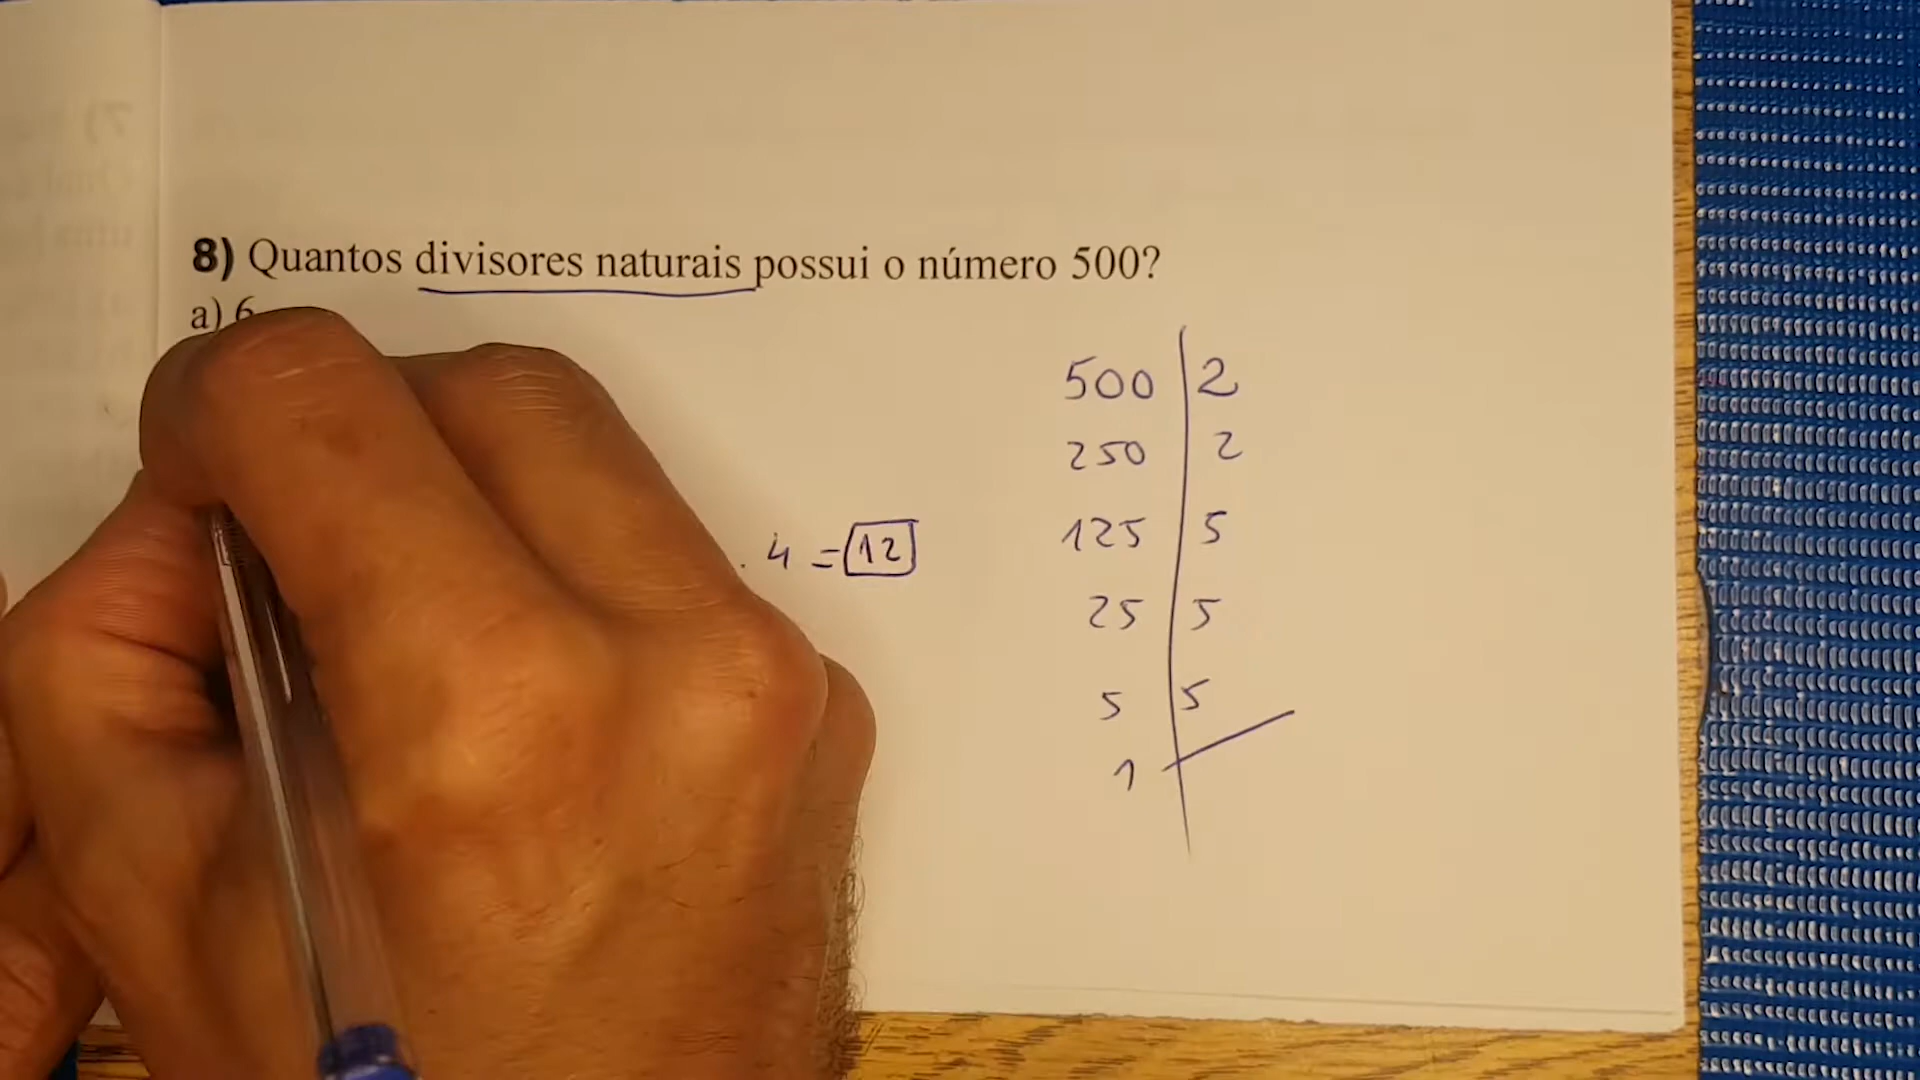 8) Quantos divisores naturais possui o número 500?
a) 6
. 4 = 12
500 | 2
250 | 2
125 | 5
25 | 5
5 | 5
1